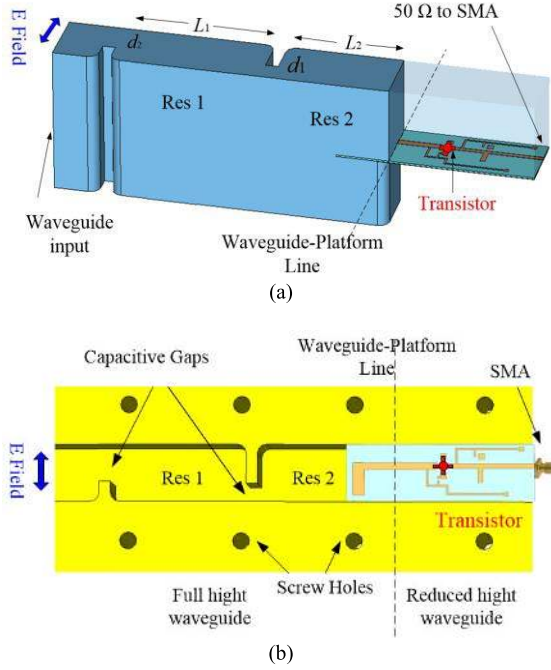 E Field
L1
L2
50 Ω to SMA
d2
d1
Res 1
Res 2
Transistor
Waveguide
input
Waveguide-Platform
Line
(a)
Capacitive Gaps
Waveguide-Platform
Line
SMA
E Field
Res 1
Res 2
Transistor
Screw Holes
Full hight
waveguide
Reduced hight
waveguide
(b)